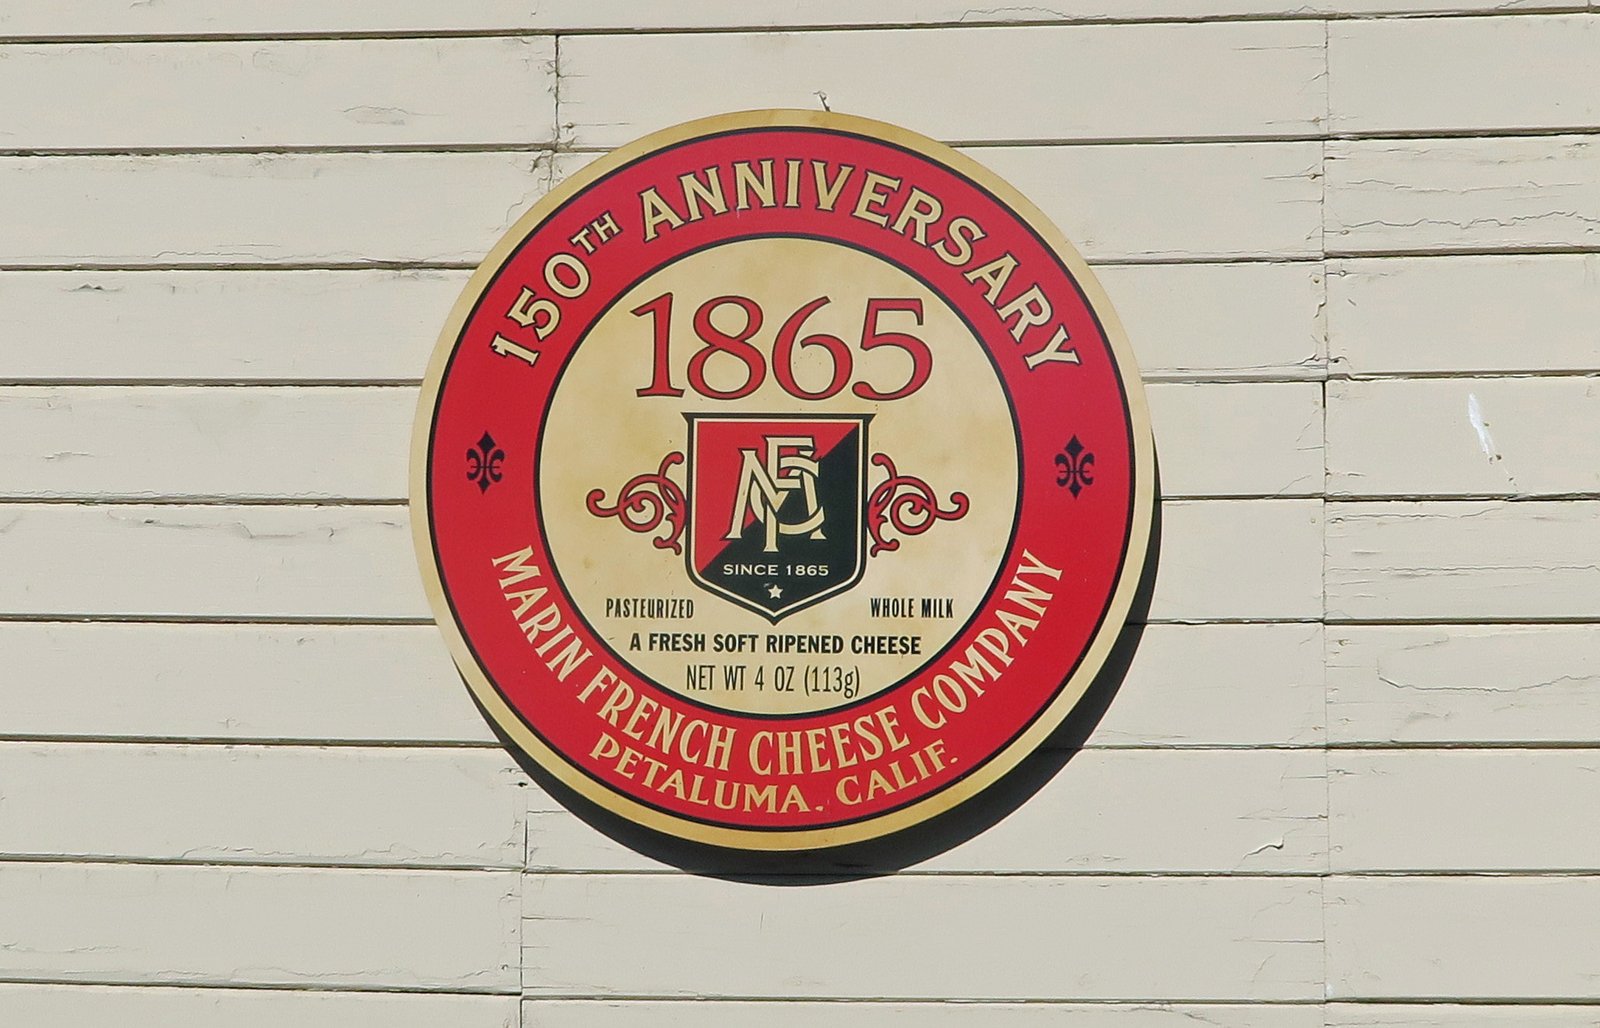 150TH ANNIVERSARY
1865
MFC
SINCE 1865
PASTEURIZED WHOLE MILK
A FRESH SOFT RIPENED CHEESE
NET WT 4 OZ (113g)
MARIN FRENCH CHEESE COMPANY
PETALUMA, CALIF.